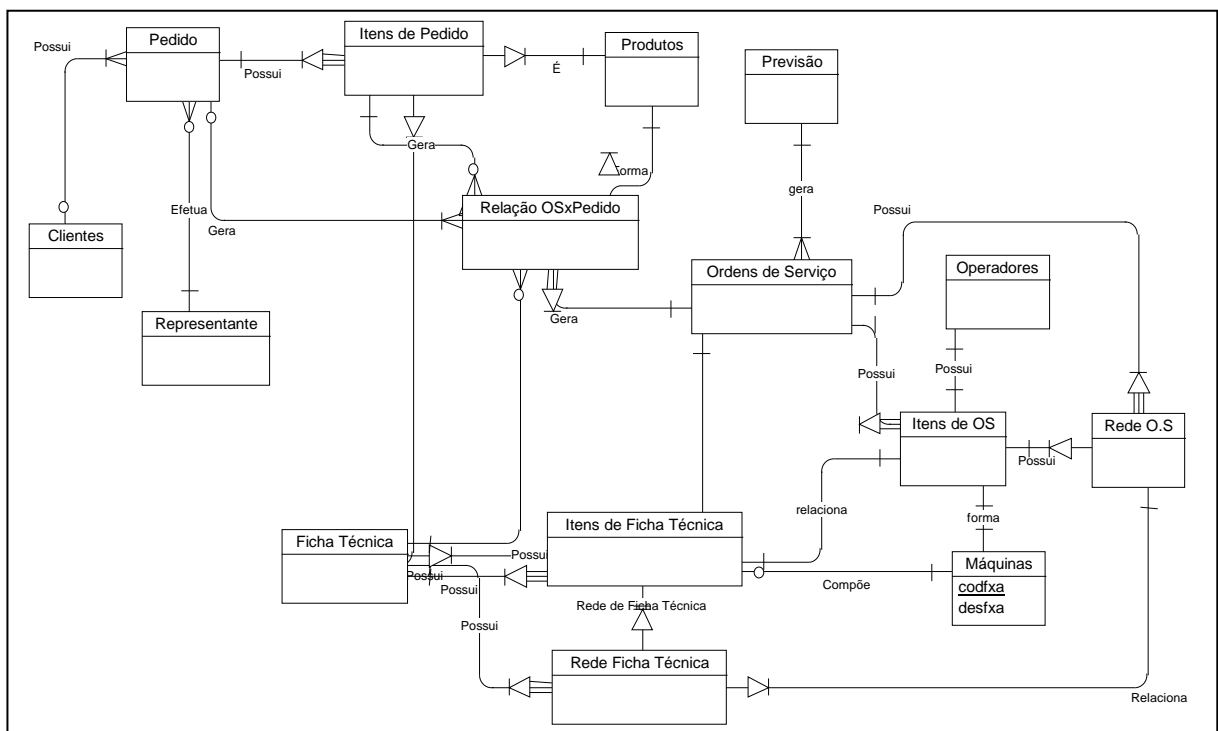 Pedido
Itens de Pedido
Produtos
Previsão
Possui
Possui
É
Gera
Forma
Efetua
Gera
Relação OSxPedido
gera
Possui
Clientes
Ordens de Serviço
Operadores
Representante
Gera
Possui
Possui
Itens de OS
Rede O.S
Possui
relaciona
forma
Itens de Ficha Técnica
Ficha Técnica
Possui
Máquinas
Possui
Possui
Compõe
codfxa
desfxa
Rede de Ficha Técnica
Possui
Rede Ficha Técnica
Relaciona